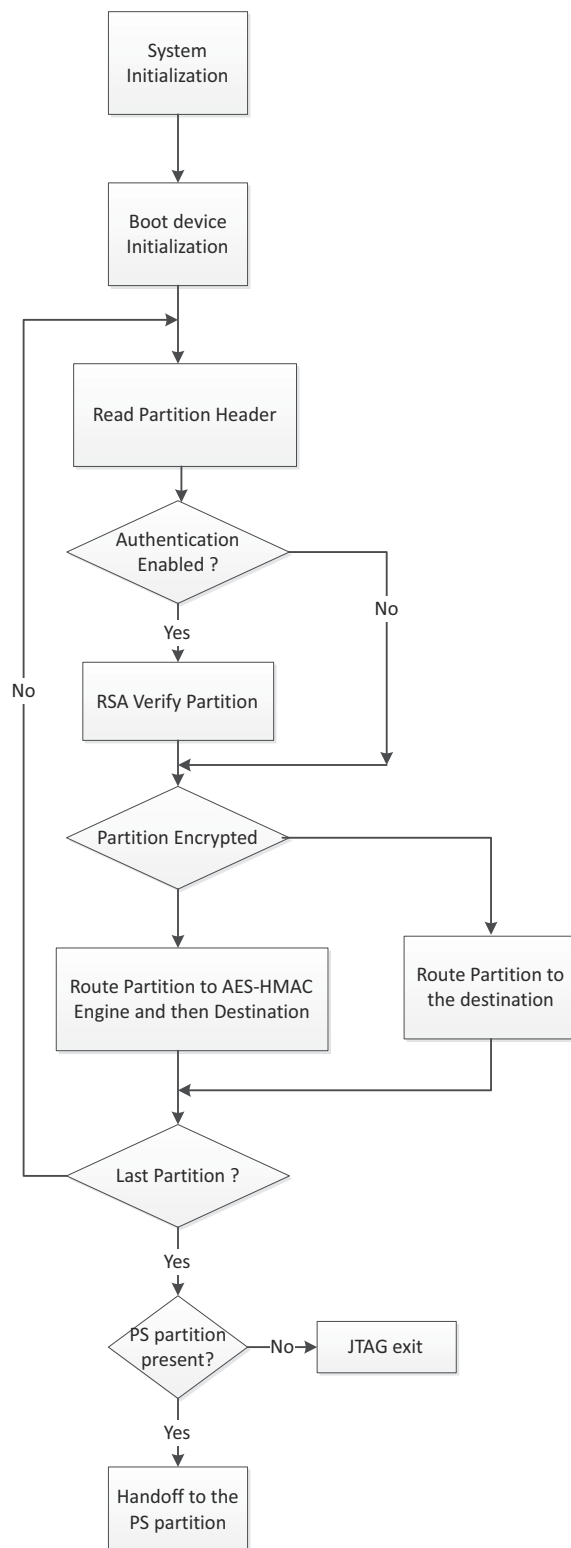 System
Initialization
Boot device
Initialization
Read Partition Header
Authentication
Enabled ?
No
Yes
No
RSA Verify Partition
Partition Encrypted
Route Partition to AES-HMAC
Engine and then Destination
Route Partition to
the destination
Last Partition ?
Yes
PS partition
present?
No
JTAG exit
Yes
Handoff to the
PS partition